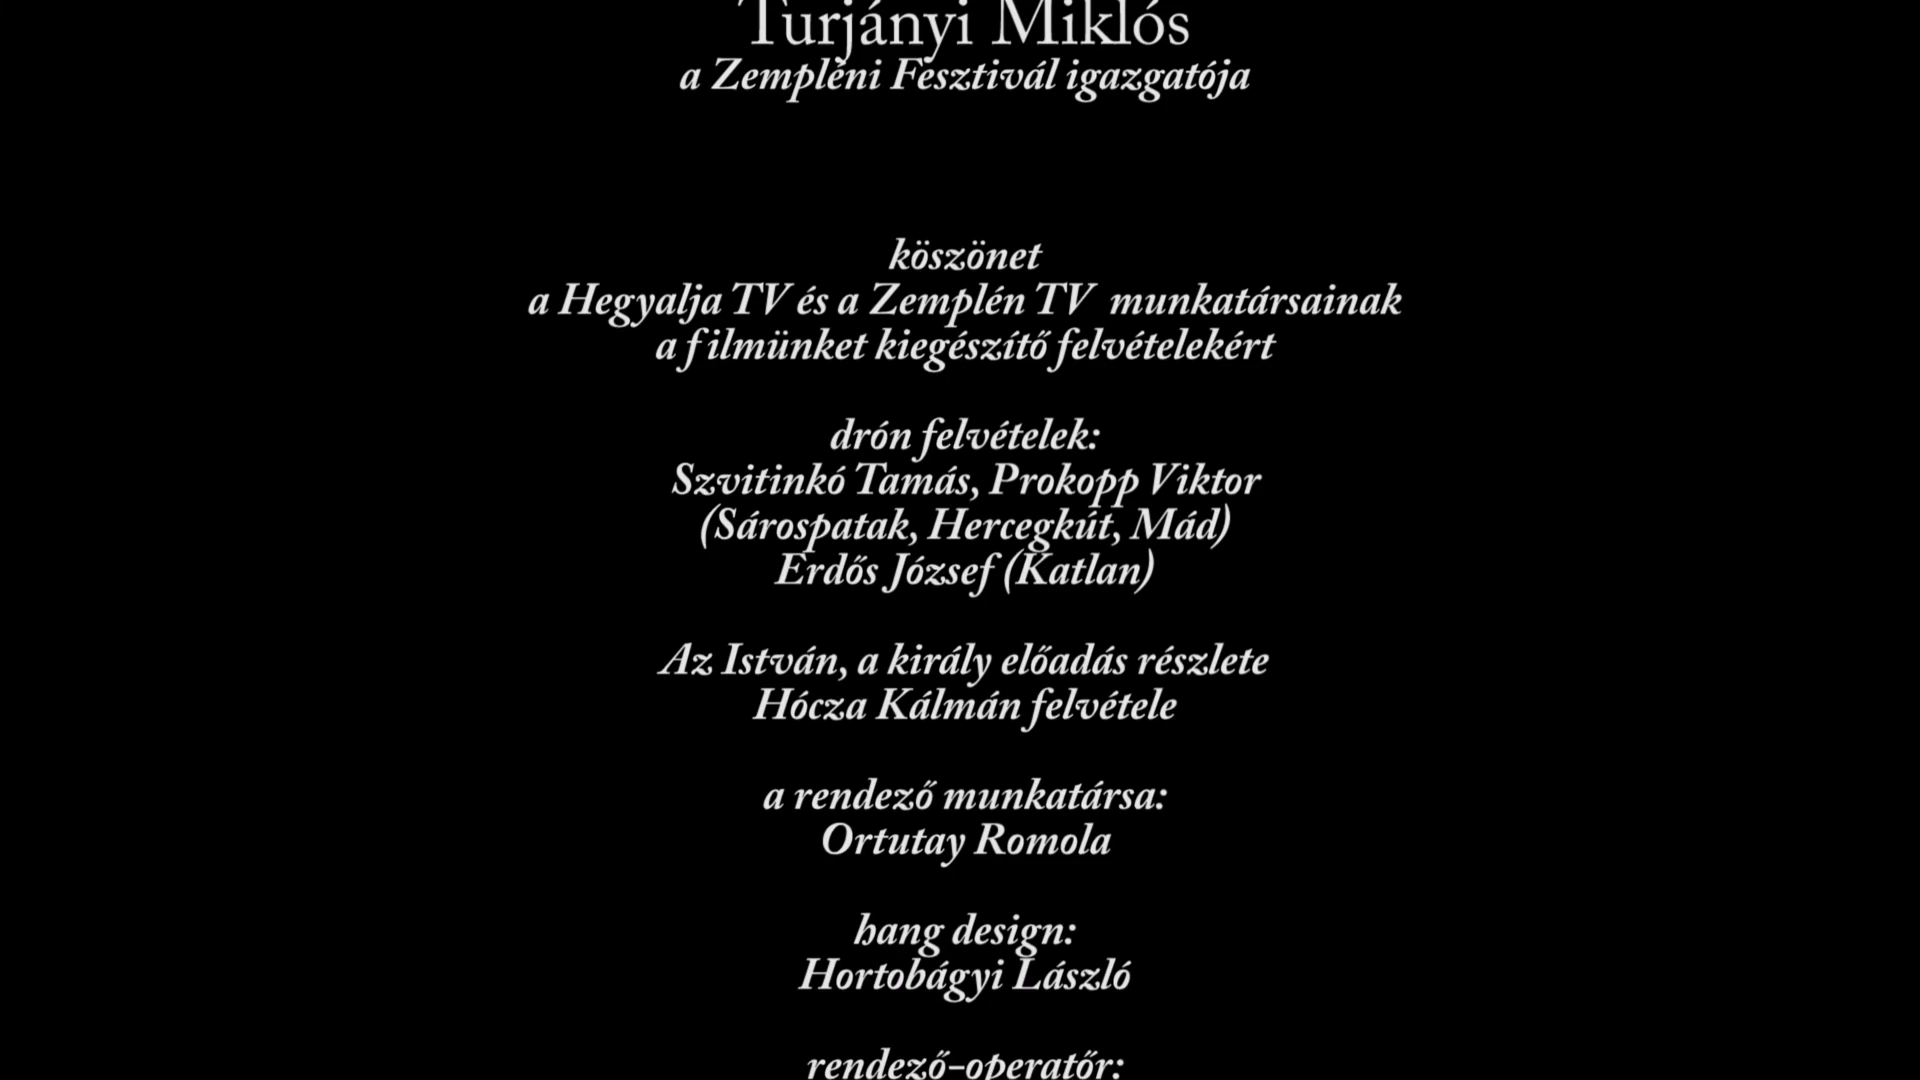 Turjányi Miklós
a Zempléni Fesztivál igazgatója
köszönet
a Hegyalja TV és a Zemplén TV munkatársainak
a filmünket kiegészítő felvételekért
drón felvételek:
Szvitinkó Tamás, Prokopp Viktor
(Sárospatak, Hercegkút, Mád)
Erdős József (Katlan)
Az István, a király előadás részlete
Hócza Kálmán felvétele
a rendező munkatársa:
Ortutay Romola
hang design:
Hortobágyi László
rendező-operatőr: